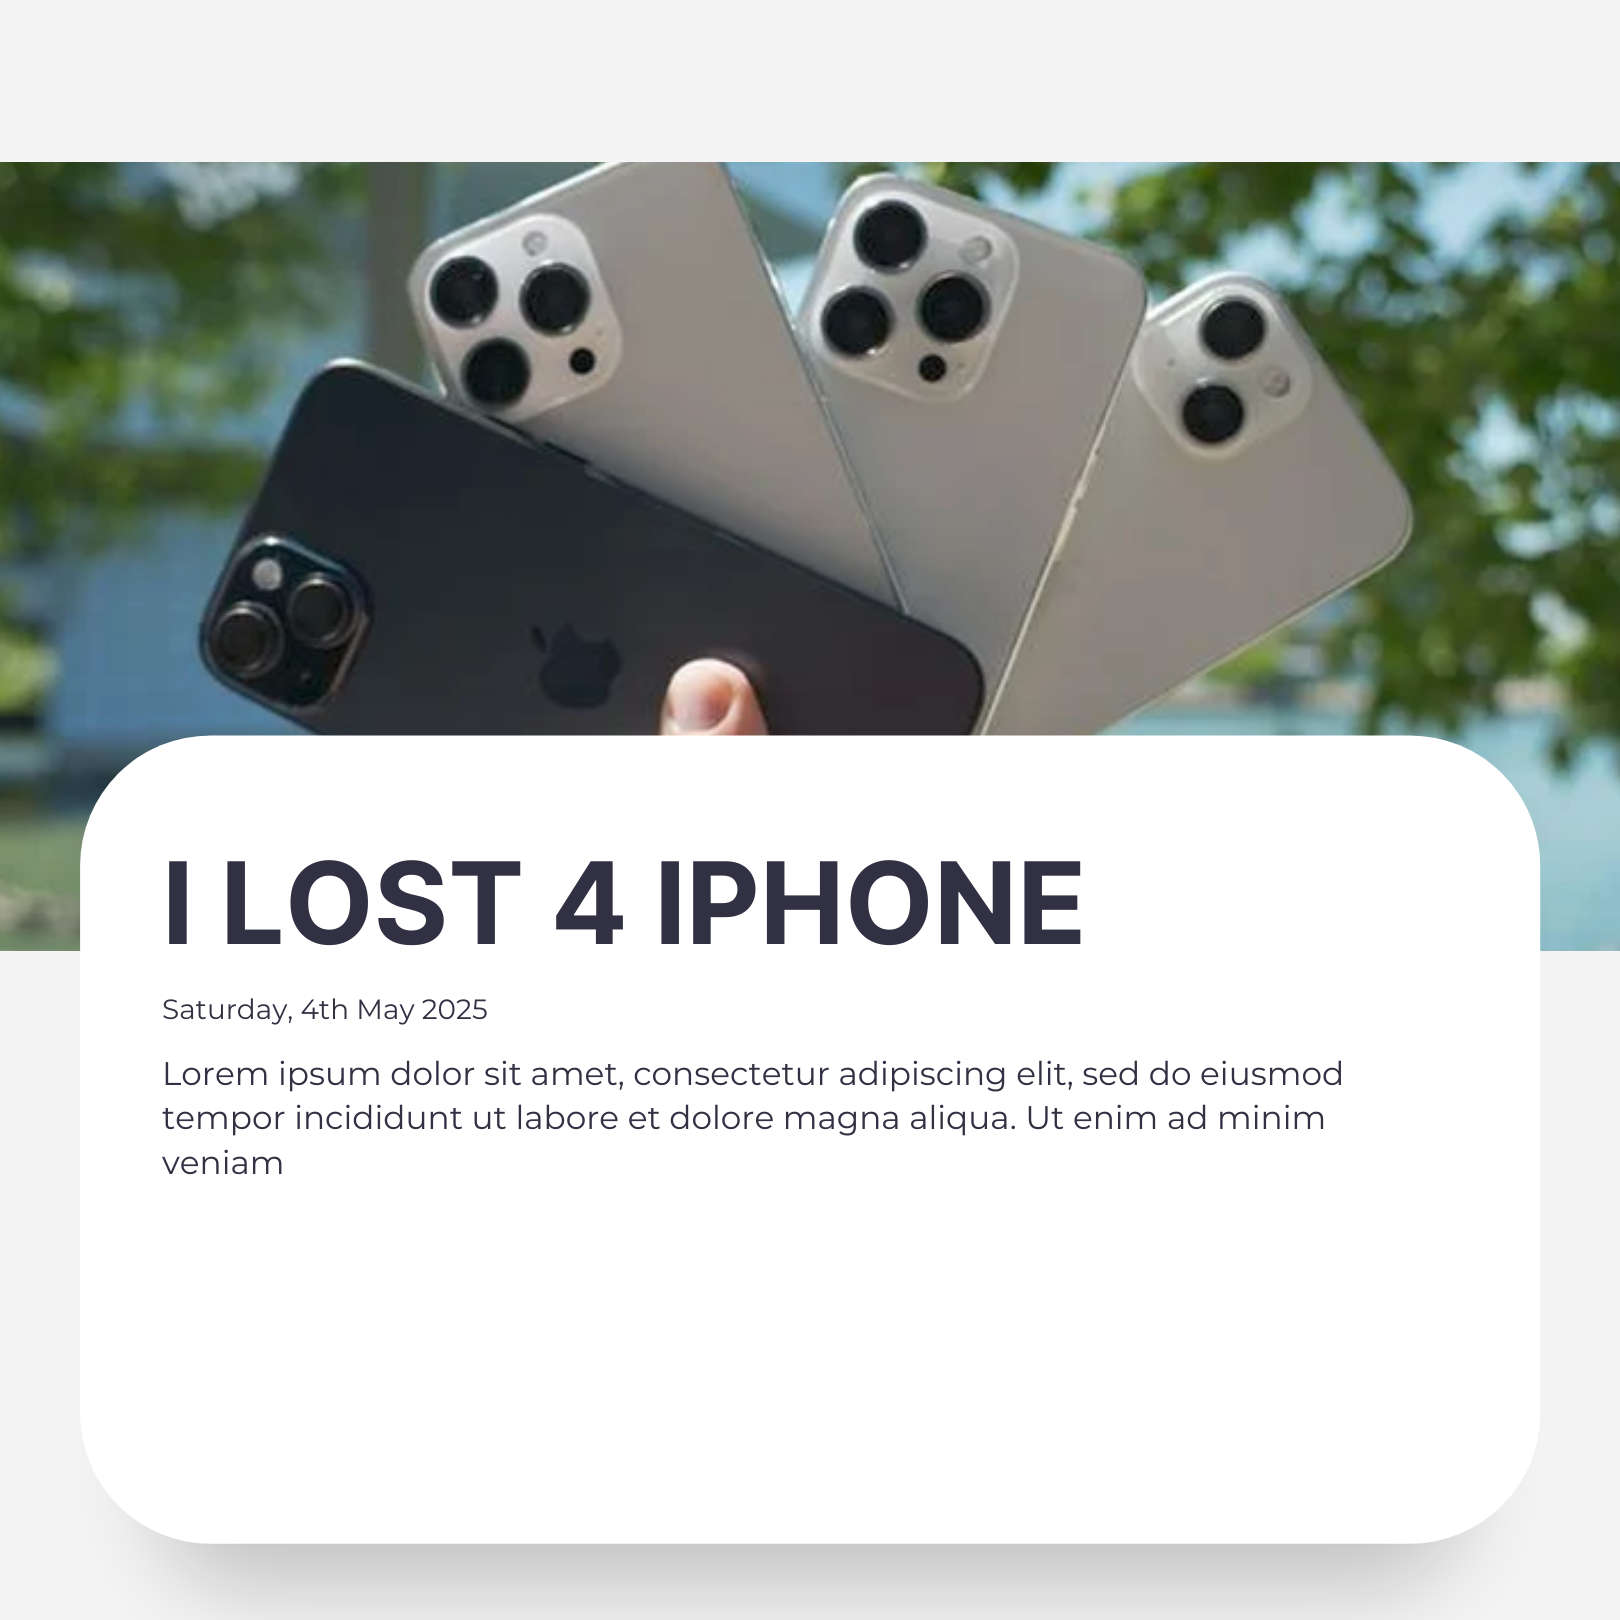 I LOST 4 IPHONE
Saturday, 4th May 2025
Lorem ipsum dolor sit amet, consectetur adipiscing elit, sed do eiusmod
tempor incididunt ut labore et dolore magna aliqua. Ut enim ad minim
veniam